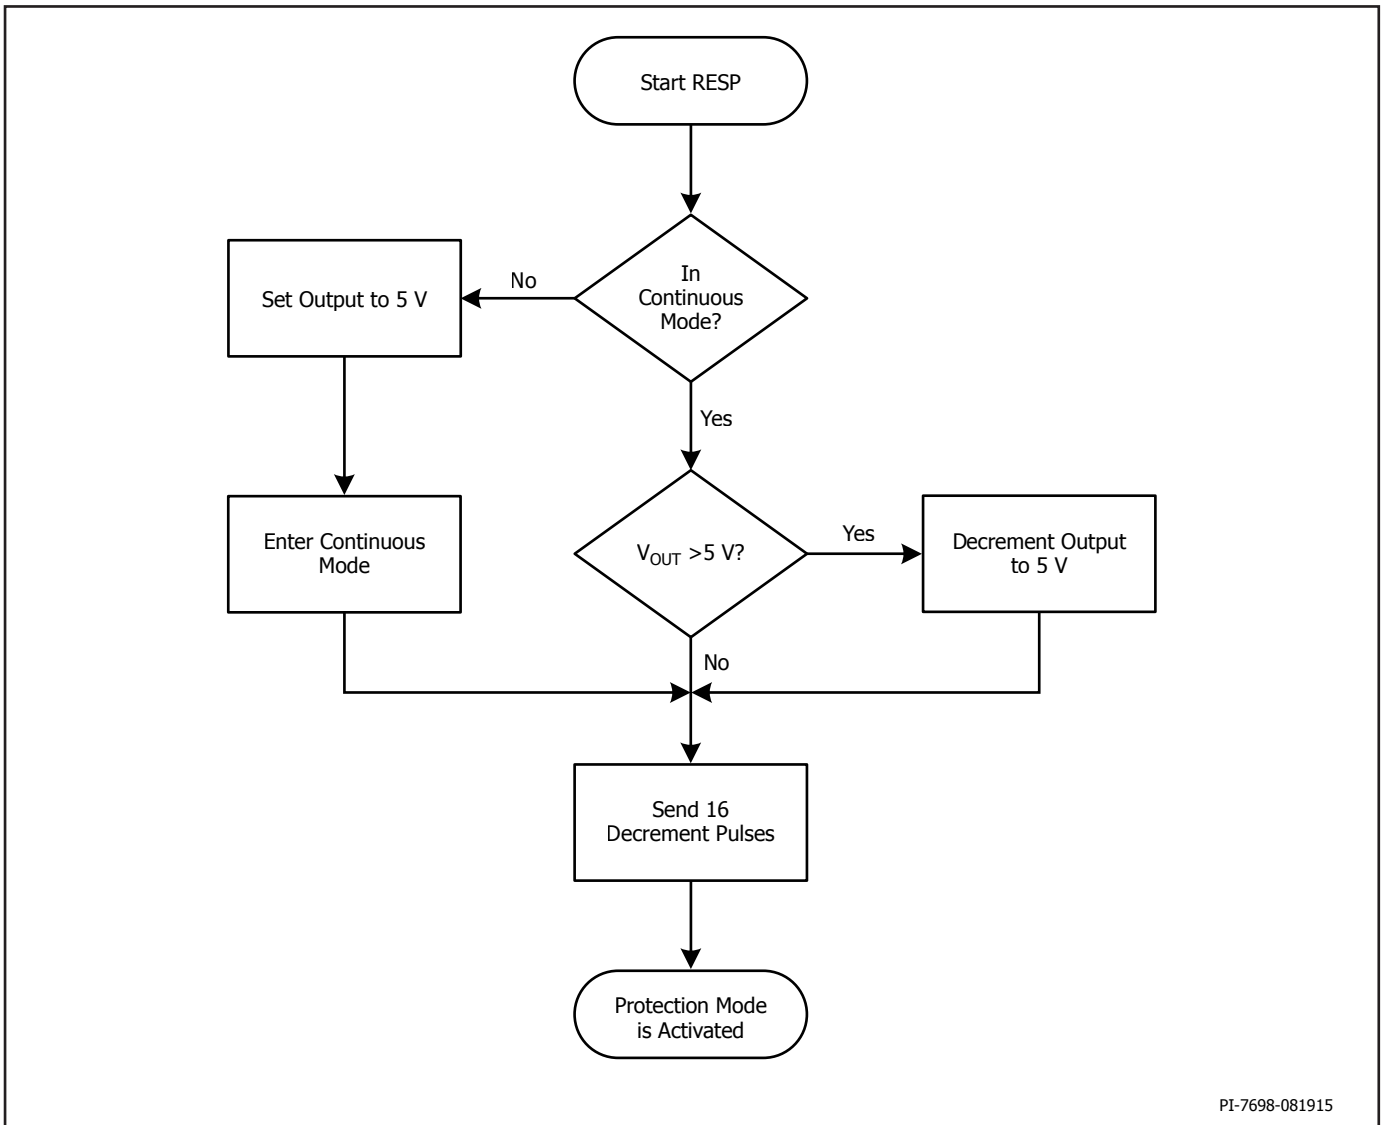 Start RESP
In
Continuous
Mode?
No
Set Output to 5 V
Yes
Enter Continuous
Mode
VOUT >5 V?
Yes
Decrement Output
to 5 V
No
Send 16
Decrement Pulses
Protection Mode
is Activated
PI-7698-081915